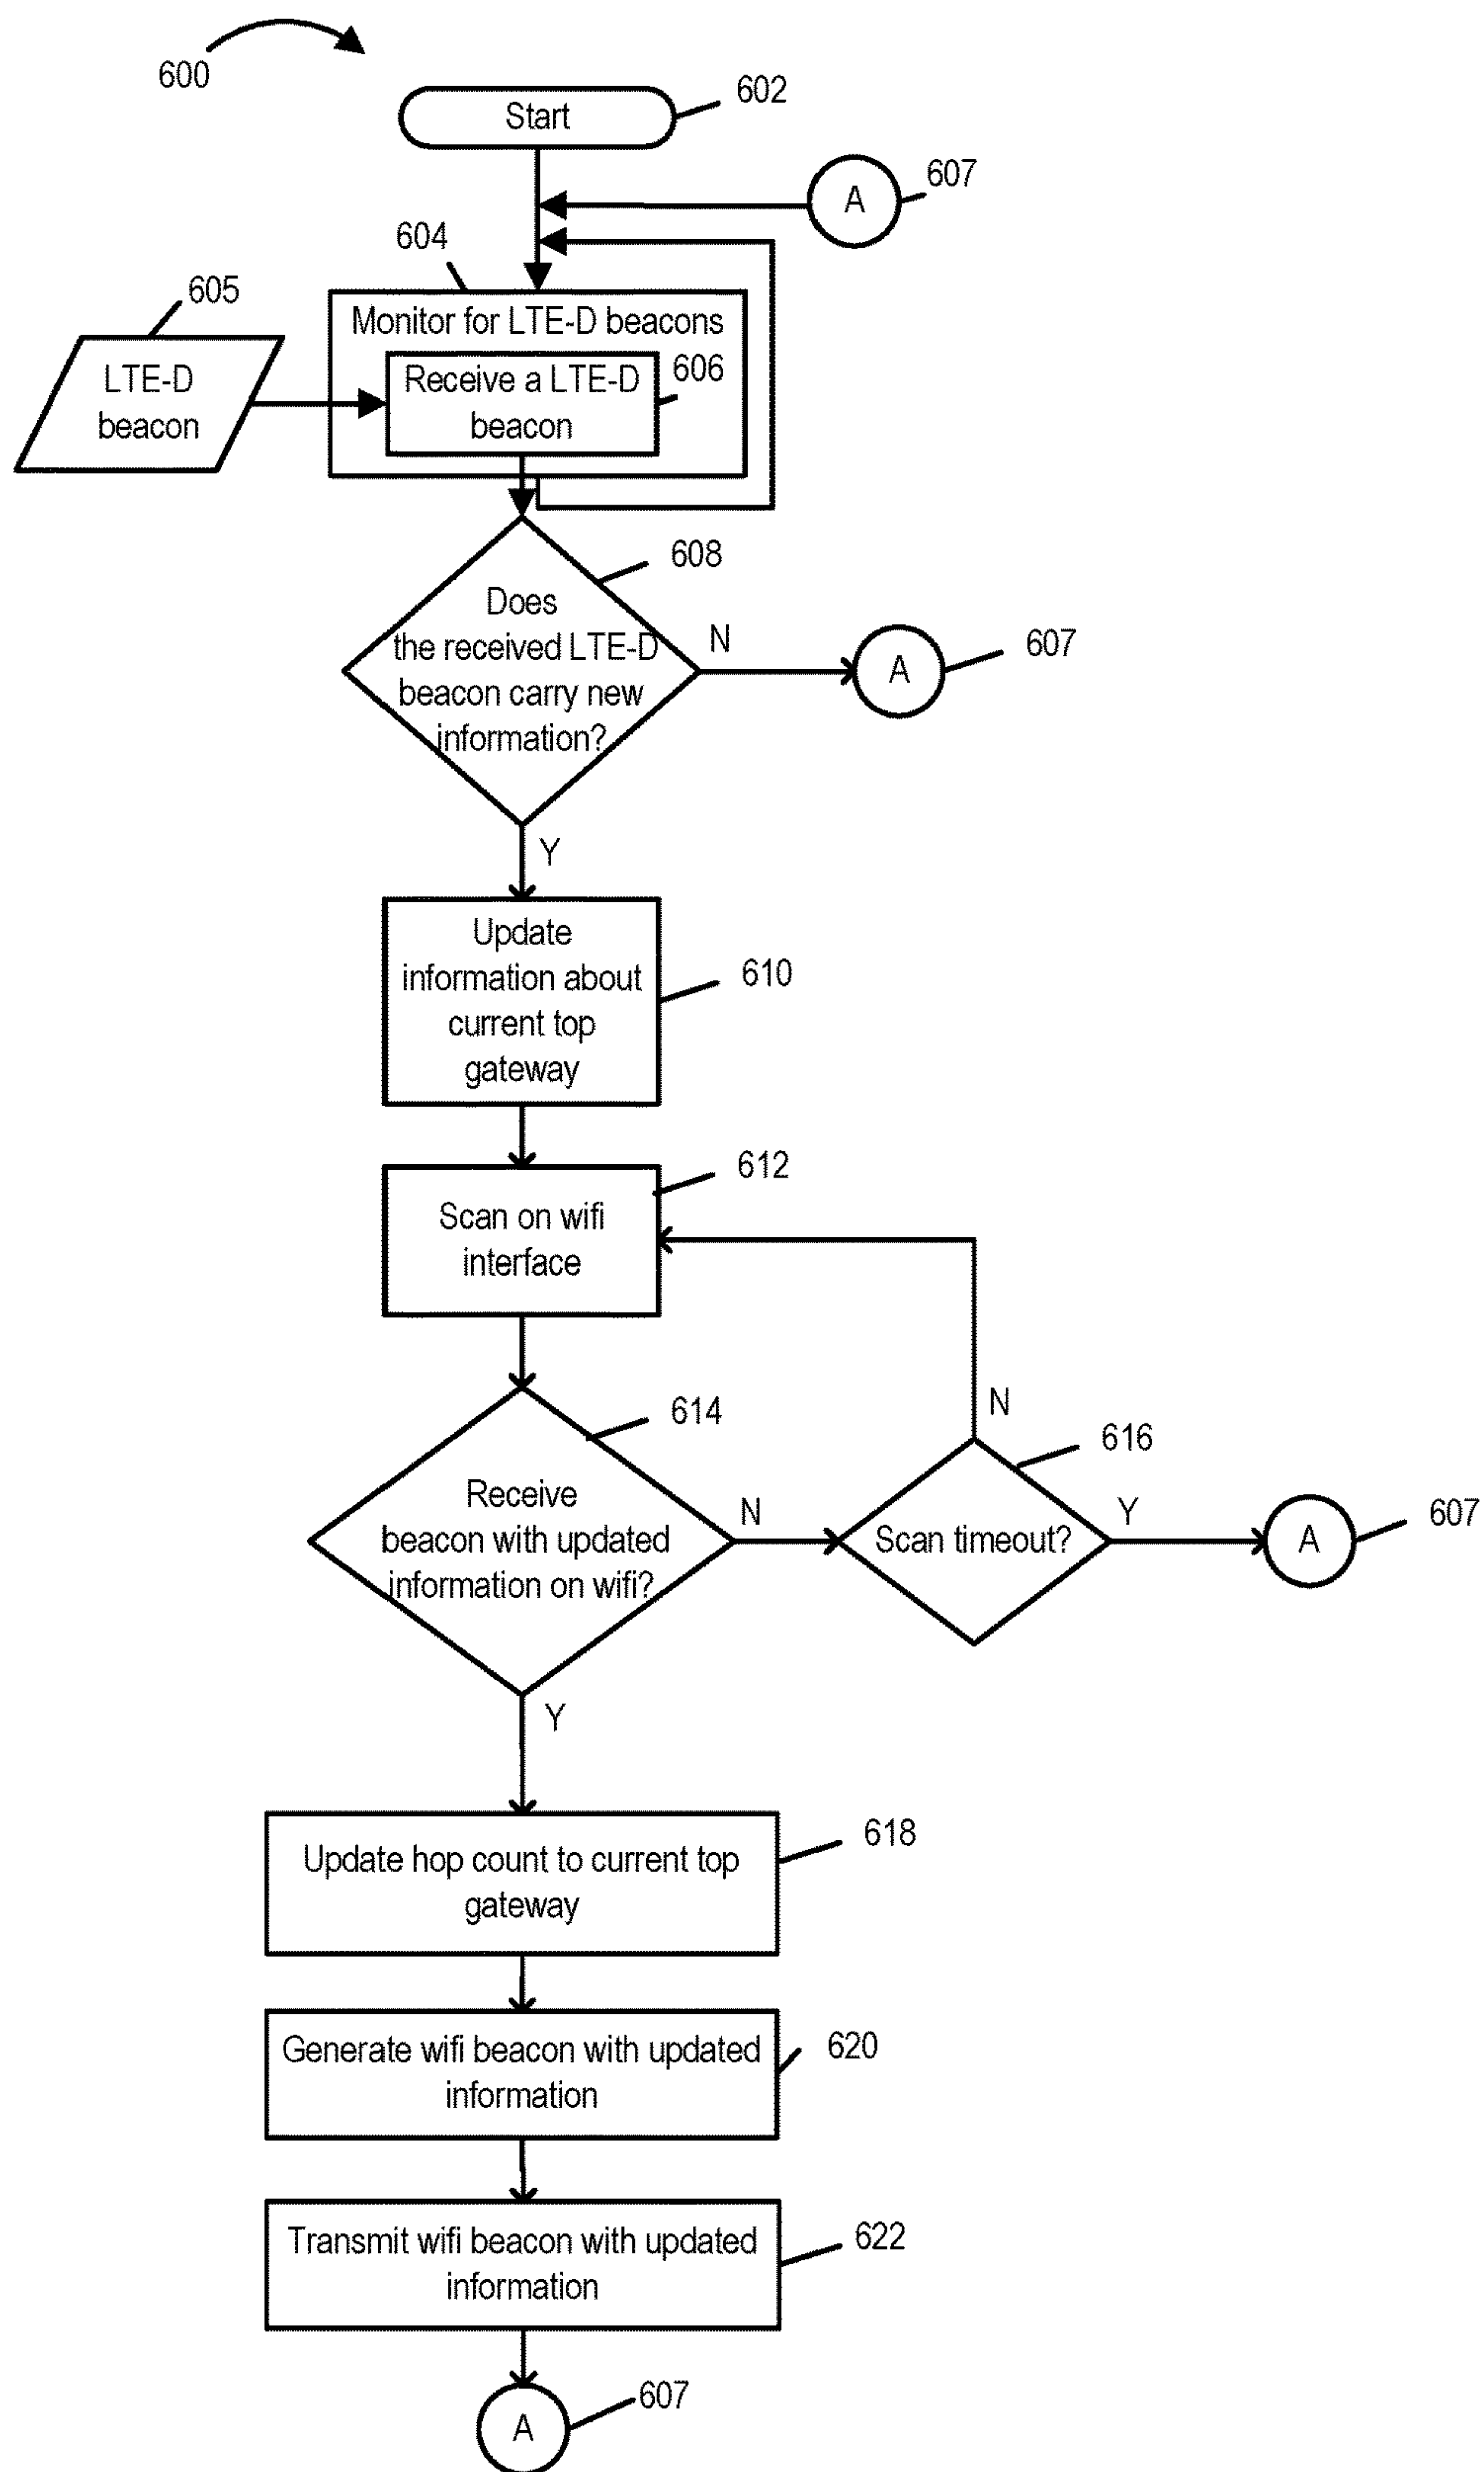 600
Start
602
A
607
604
605
Monitor for LTE-D beacons
LTE-D
beacon
Receive a LTE-D
beacon
606
608
Does
the received LTE-D
beacon carry new
information?
N
A
607
Y
Update
information about
current top
gateway
610
612
Scan on wifi
interface
614
Receive
beacon with updated
information on wifi?
N
N
616
Scan timeout?
Y
A
607
Y
Update hop count to current top
gateway
618
Generate wifi beacon with updated
information
620
Transmit wifi beacon with updated
information
622
A
607